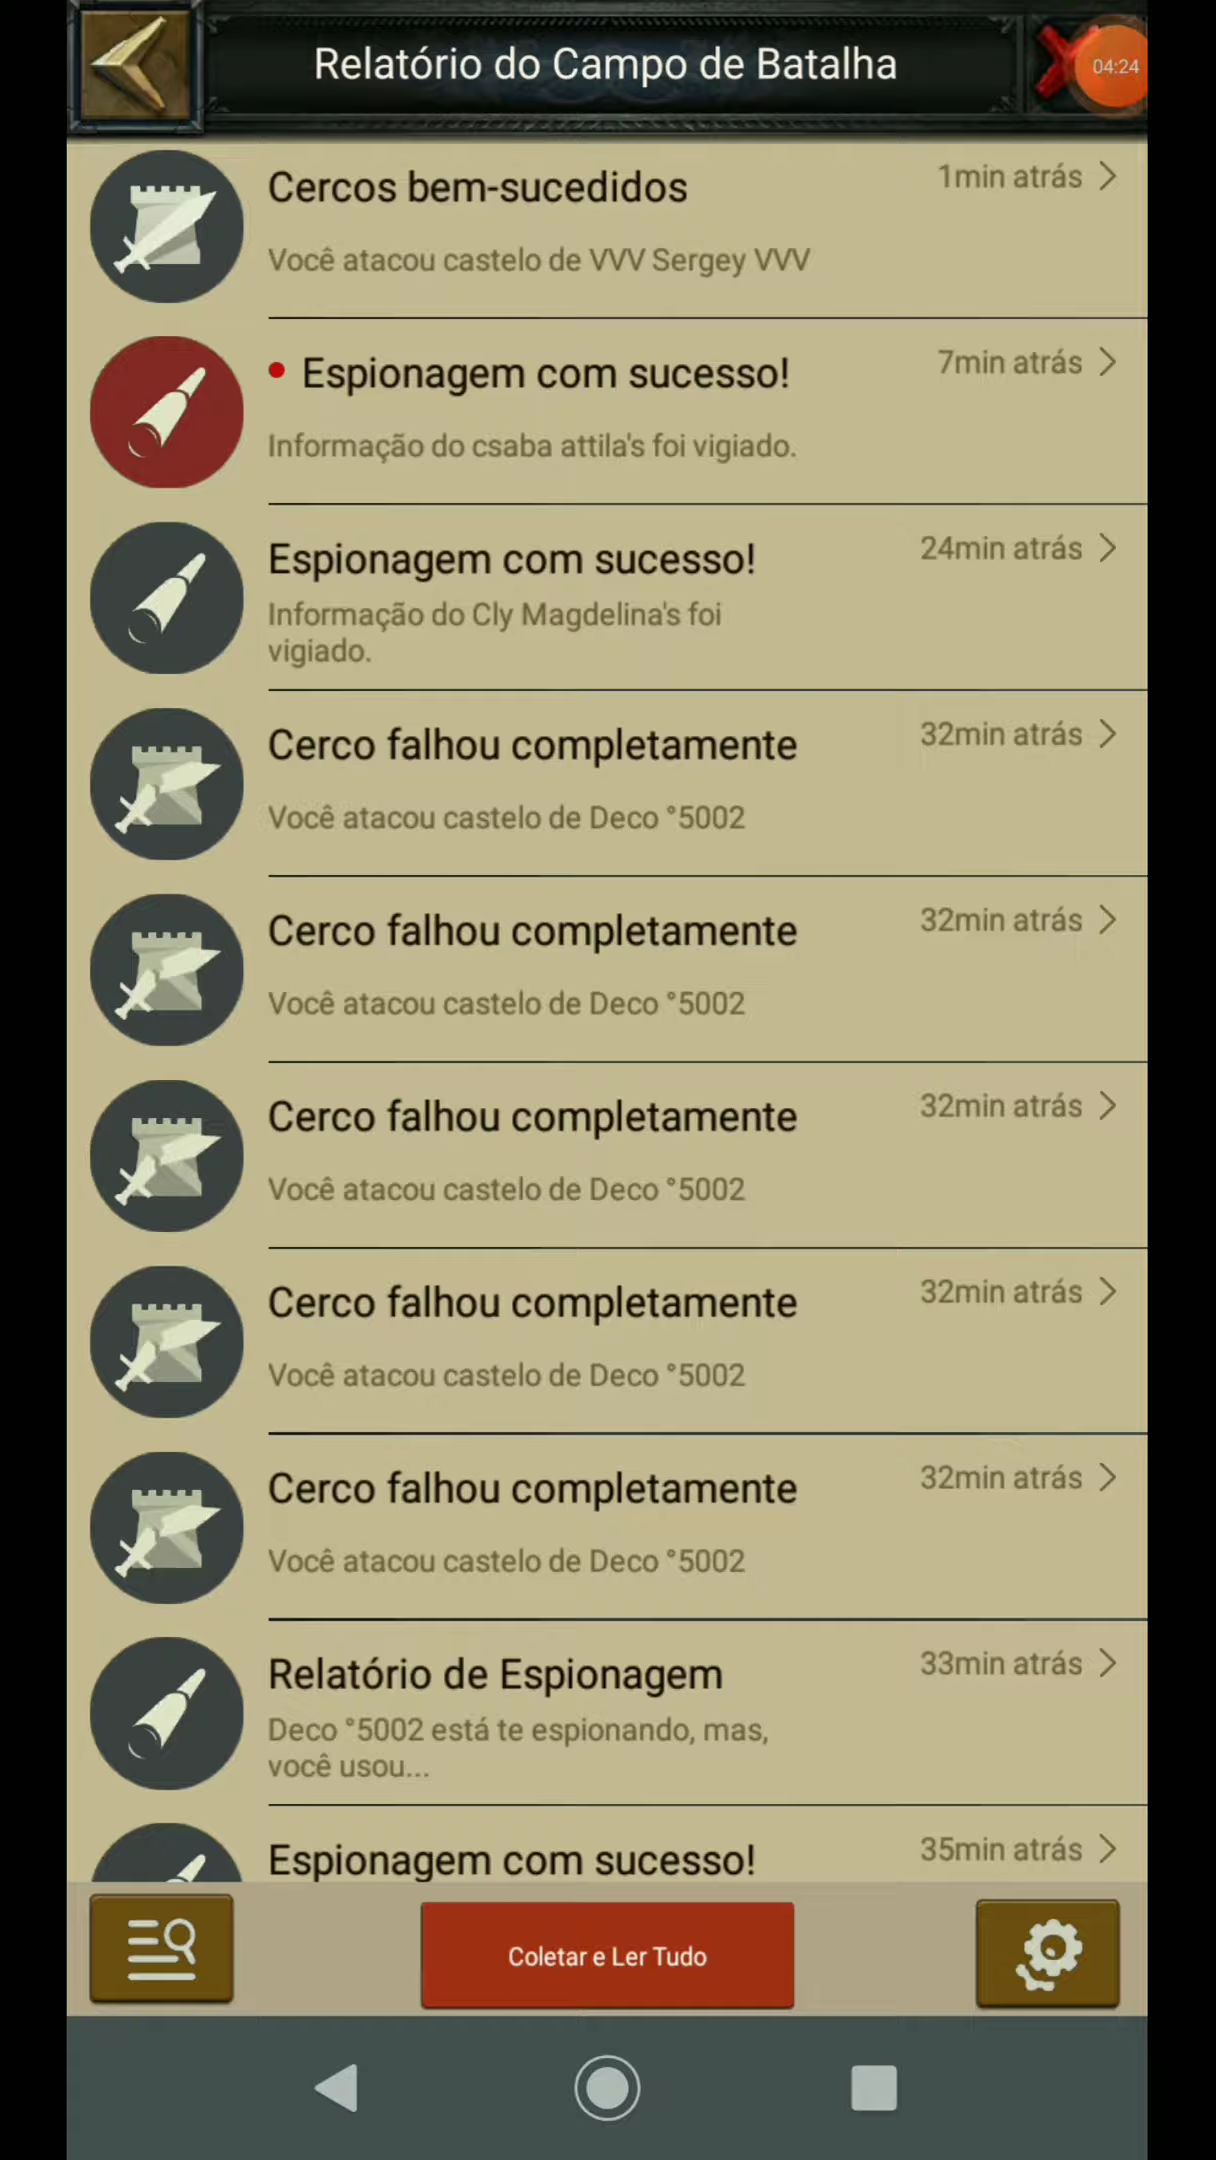 Relatório do Campo de Batalha
04:24
Cercos bem-sucedidos
1min atrás
Você atacou castelo de VVV Sergey VVV
Espionagem com sucesso!
7min atrás
Informação do csaba attila's foi vigiado.
Espionagem com sucesso!
24min atrás
Informação do Cly Magdelina's foi
vigiado.
Cerco falhou completamente
32min atrás
Você atacou castelo de Deco °5002
Cerco falhou completamente
32min atrás
Você atacou castelo de Deco °5002
Cerco falhou completamente
32min atrás
Você atacou castelo de Deco °5002
Cerco falhou completamente
32min atrás
Você atacou castelo de Deco °5002
Cerco falhou completamente
32min atrás
Você atacou castelo de Deco °5002
Relatório de Espionagem
33min atrás
Deco °5002 está te espionando, mas,
você usou...
Espionagem com sucesso!
35min atrás
Coletar e Ler Tudo